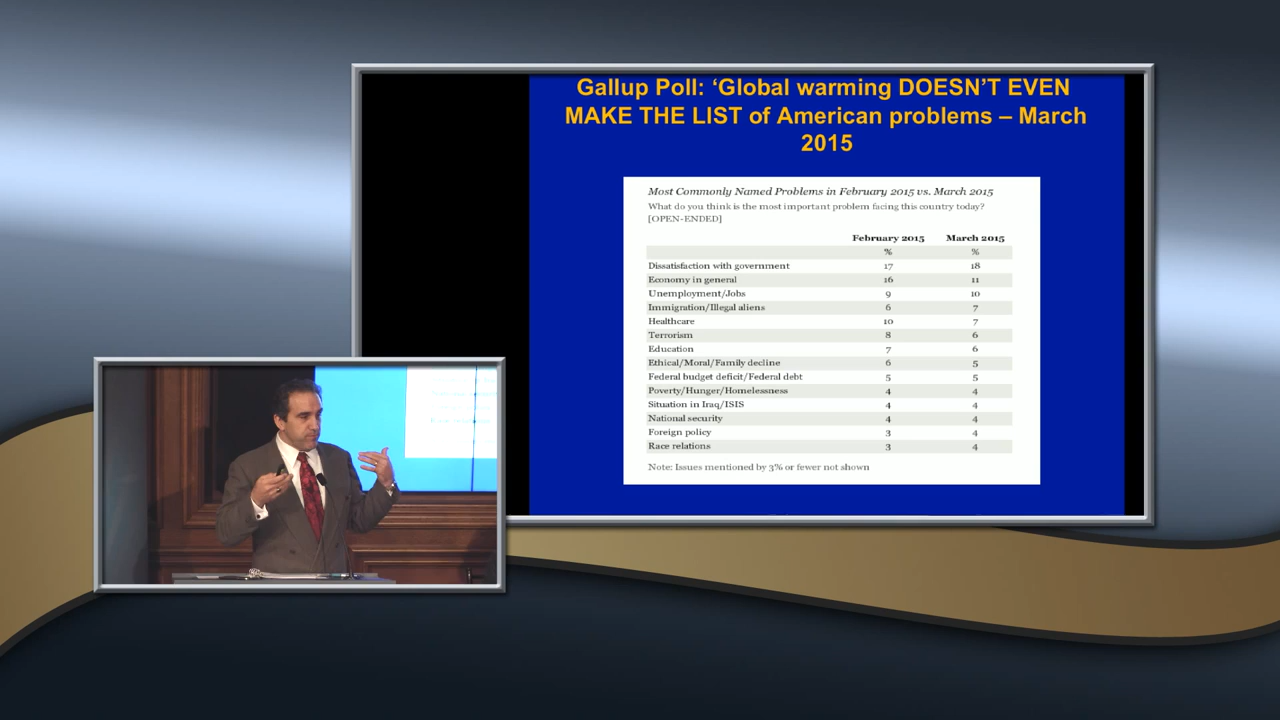 Gallup Poll: ‘Global warming DOESN’T EVEN
MAKE THE LIST of American problems – March
2015
Most Commonly Named Problems in February 2015 vs. March 2015
What do you think is the most important problem facing this country today?
[OPEN-ENDED]
February 2015 March 2015
% %
Dissatisfaction with government 17 18
Economy in general 16 11
Unemployment/Jobs 9 10
Immigration/Illegal aliens 6 7
Healthcare 10 7
Terrorism 8 6
Education 7 6
Ethical/Moral/Family decline 6 5
Federal budget deficit/Federal debt 5 5
Poverty/Hunger/Homelessness 4 4
Situation in Iraq/ISIS 4 4
National security 4 4
Foreign policy 3 4
Race relations 3 4
Note: Issues mentioned by 3% or fewer not shown